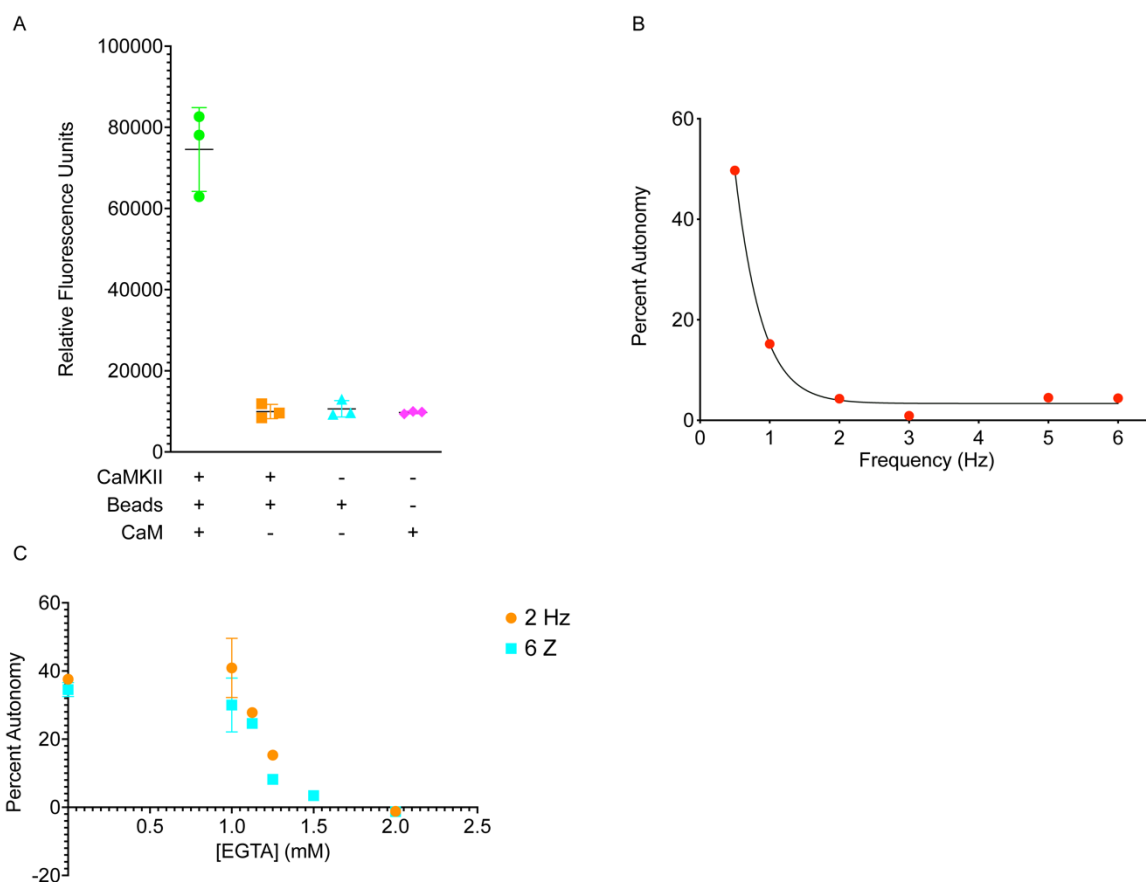 A
Relative Fluorescence Uunits
100000
80000
60000
40000
20000
0
CaMKII + + - -
Beads + + + -
CaM + - - +
B
Percent Autonomy
60
40
20
0
0 1 2 3 4 5 6
Frequency (Hz)
C
Percent Autonomy
60
40
20
0
-20
0.5 1.0 1.5 2.0 2.5
[EGTA] (mM)
2 Hz
6 Z